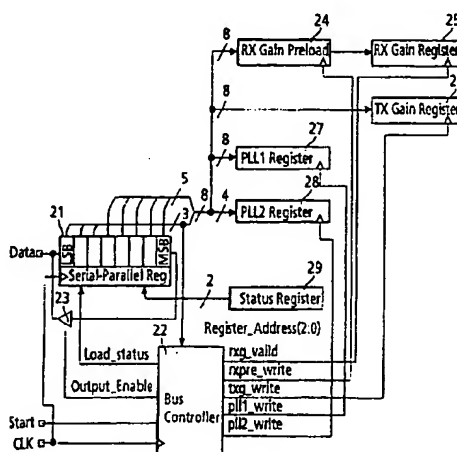 24
25
8
RX Gain Preload
RX Gain Register
8
2
TX Gain Register
27
8
PLL1 Register
5
28
8
4
PLL2 Register
3
21
Data
LSB
MSB
29
Serial-Parallel Reg
2
Status Register
23
Register_Address(2:0)
22
Load_status
rxg_valid
rxpre_write
Output_Enable
txg_write
Bus
Controller
pll1_write
Start
pll2_write
CLK